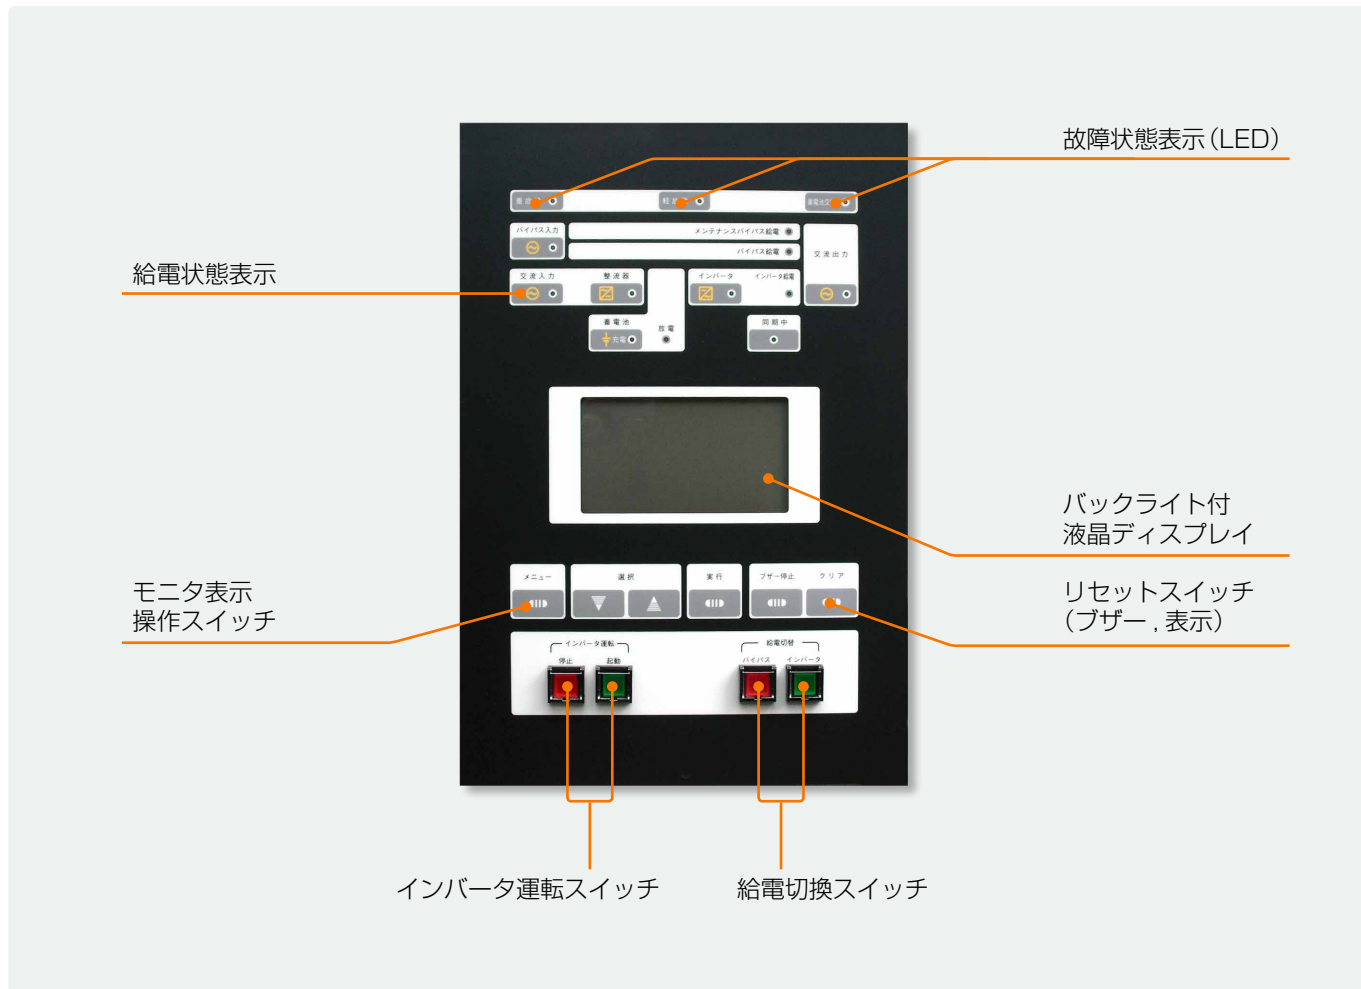 故障状態表示(LED)
バイパス入力
メンテナンスバイパス給電
バイパス給電
交流出力
給電状態表示
交流入力
整流器
インバータ
インバータ給電
蓄電池
放電
同期中
充電
バックライト付
液晶ディスプレイ
メニュー
選択
実行
ブザー停止
クリア
モニタ表示
操作スイッチ
リセットスイッチ
(ブザー,表示)
インバータ運転
給電切替
停止
起動
バイパス
インバータ
インバータ運転スイッチ
給電切換スイッチ